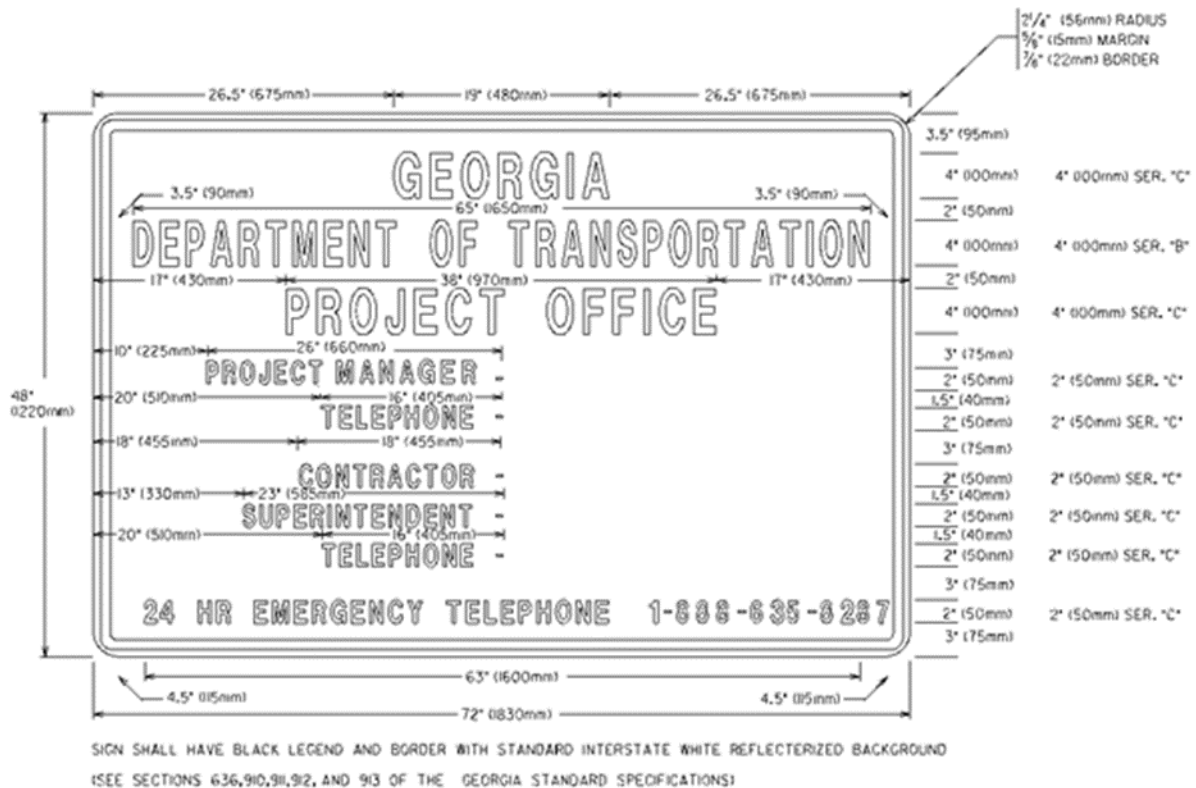 2 1/4" (56mm) RADIUS
5/8" (15mm) MARGIN
7/8" (22mm) BORDER
26.5" (675mm) 19" (480mm) 26.5" (675mm)
3.5" (95mm)
GEORGIA
4" (100mm) 4" (100mm) SER. "C"
3.5" (90mm) 3.5" (90mm)
65" (1650mm)
2" (50mm)
DEPARTMENT OF TRANSPORTATION
4" (100mm) 4" (100mm) SER. "B"
17" (430mm) 38" (970mm) 17" (430mm)
2" (50mm)
PROJECT OFFICE
4" (100mm) 4" (100mm) SER. "C"
10" (225mm) 26" (660mm)
3" (75mm)
PROJECT MANAGER -
2" (50mm) 2" (50mm) SER. "C"
20" (510mm) 16" (405mm)
1.5" (40mm)
48"
(1220mm)
TELEPHONE -
2" (50mm) 2" (50mm) SER. "C"
18" (455mm) 18" (455mm)
3" (75mm)
CONTRACTOR -
2" (50mm) 2" (50mm) SER. "C"
13" (330mm) 23" (585mm)
1.5" (40mm)
SUPERINTENDENT -
2" (50mm) 2" (50mm) SER. "C"
20" (510mm) 16" (405mm)
1.5" (40mm)
TELEPHONE -
2" (50mm) 2" (50mm) SER. "C"
3" (75mm)
24 HR EMERGENCY TELEPHONE 1-888-635-8287
2" (50mm) 2" (50mm) SER. "C"
3" (75mm)
63" (1600mm)
4.5" (115mm) 4.5" (115mm)
72" (1830mm)
SIGN SHALL HAVE BLACK LEGEND AND BORDER WITH STANDARD INTERSTATE WHITE REFLECTERIZED BACKGROUND
(SEE SECTIONS 636,910,911,912, AND 913 OF THE GEORGIA STANDARD SPECIFICATIONS)